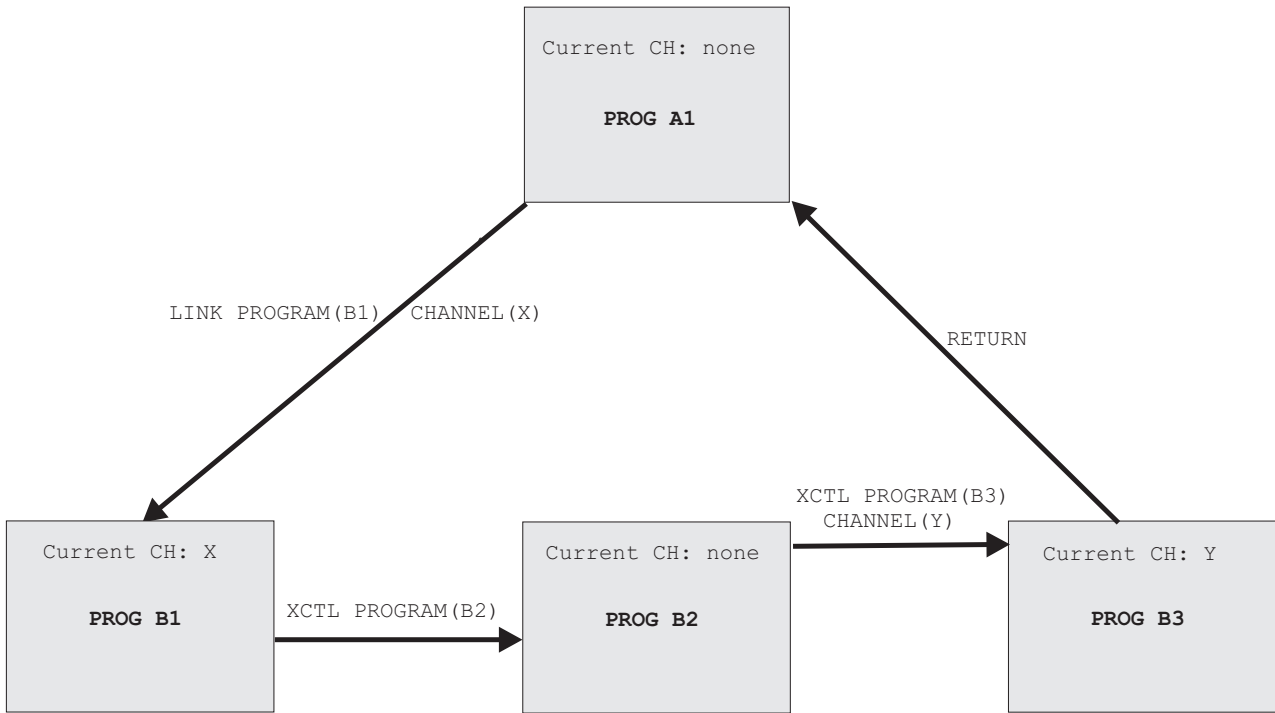 Current CH: none
PROG A1
LINK PROGRAM(B1) CHANNEL(X)
RETURN
XCTL PROGRAM(B3)
CHANNEL(Y)
Current CH: X
PROG B1
XCTL PROGRAM(B2)
Current CH: none
PROG B2
Current CH: Y
PROG B3